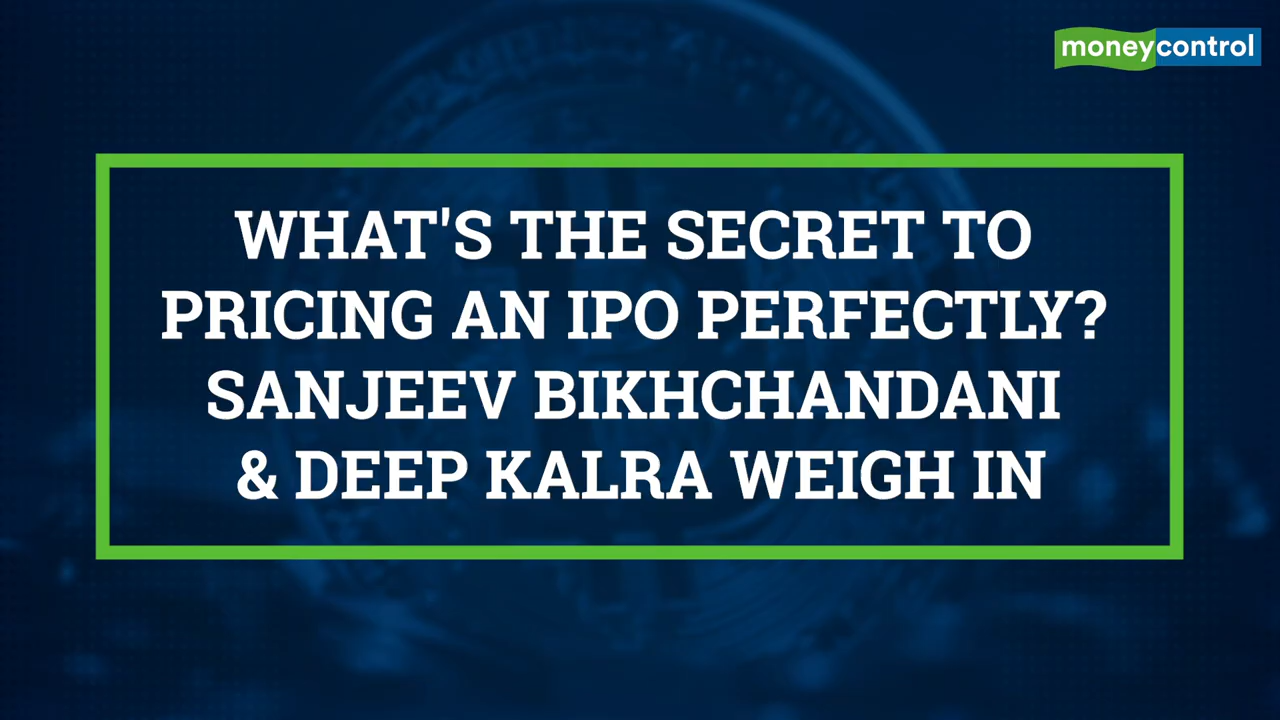 moneycontrol
WHAT'S THE SECRET TO
PRICING AN IPO PERFECTLY?
SANJEEV BIKHCHANDANI
& DEEP KALRA WEIGH IN